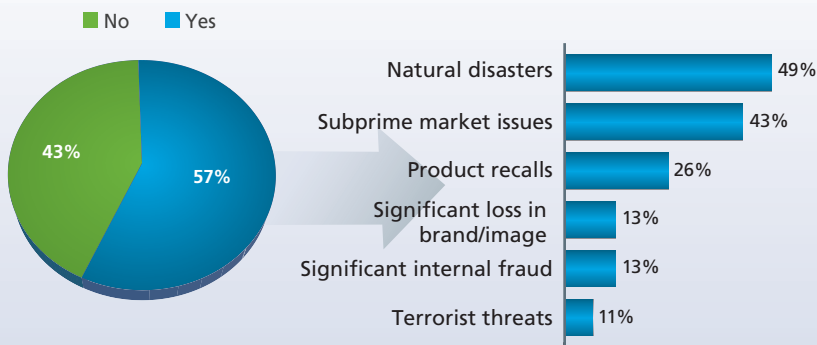 No Yes
43%
57%
Natural disasters 49%
Subprime market issues 43%
Product recalls 26%
Significant loss in
brand/image 13%
Significant internal fraud 13%
Terrorist threats 11%